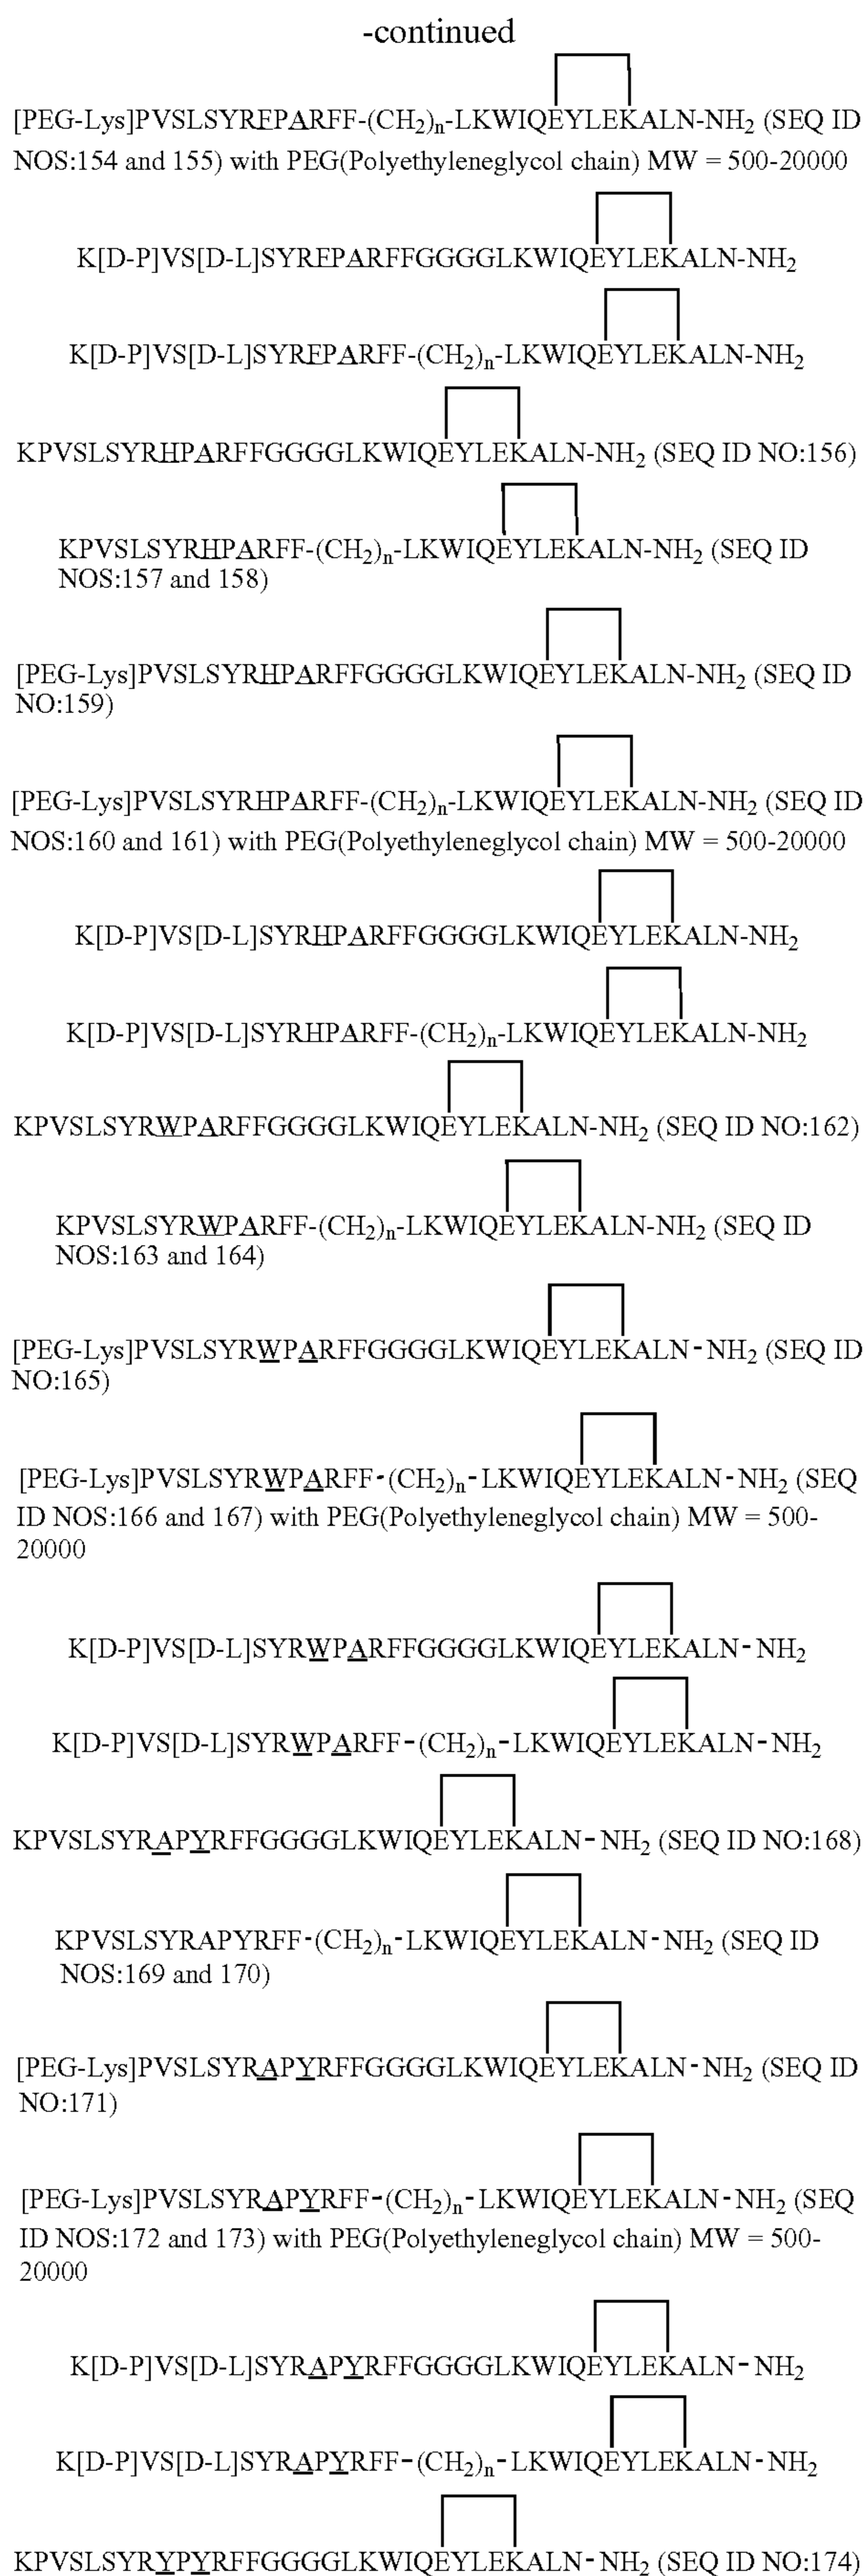 -continued
[PEG-Lys]PVSLSYREPARFF-(CH2)n-LKWIQEYLEKALN-NH2 (SEQ ID
NOS:154 and 155) with PEG(Polyethyleneglycol chain) MW = 500-20000
K[D-P]VS[D-L]SYREPARFFGGGGLKWIQEYLEKALN-NH2
K[D-P]VS[D-L]SYREPARFF-(CH2)n-LKWIQEYLEKALN-NH2
KPVSLSYRHPARFFGGGGLKWIQEYLEKALN-NH2 (SEQ ID NO:156)
KPVSLSYRHPARFF-(CH2)n-LKWIQEYLEKALN-NH2 (SEQ ID
NOS:157 and 158)
[PEG-Lys]PVSLSYRHPARFFGGGGLKWIQEYLEKALN-NH2 (SEQ ID
NO:159)
[PEG-Lys]PVSLSYRHPARFF-(CH2)n-LKWIQEYLEKALN-NH2 (SEQ ID
NOS:160 and 161) with PEG(Polyethyleneglycol chain) MW = 500-20000
K[D-P]VS[D-L]SYRHPARFFGGGGLKWIQEYLEKALN-NH2
K[D-P]VS[D-L]SYRHPARFF-(CH2)n-LKWIQEYLEKALN-NH2
KPVSLSYRWPARFFGGGGLKWIQEYLEKALN-NH2 (SEQ ID NO:162)
KPVSLSYRWPARFF-(CH2)n-LKWIQEYLEKALN-NH2 (SEQ ID
NOS:163 and 164)
[PEG-Lys]PVSLSYRWPARFFGGGGLKWIQEYLEKALN-NH2 (SEQ ID
NO:165)
[PEG-Lys]PVSLSYRWPARFF-(CH2)n-LKWIQEYLEKALN-NH2 (SEQ
ID NOS:166 and 167) with PEG(Polyethyleneglycol chain) MW = 500-
20000
K[D-P]VS[D-L]SYRWPARFFGGGGLKWIQEYLEKALN-NH2
K[D-P]VS[D-L]SYRWPARFF-(CH2)n-LKWIQEYLEKALN-NH2
KPVSLSYRAPYRFFGGGGLKWIQEYLEKALN-NH2 (SEQ ID NO:168)
KPVSLSYRAPYRFF-(CH2)n-LKWIQEYLEKALN-NH2 (SEQ ID
NOS:169 and 170)
[PEG-Lys]PVSLSYRAPYRFFGGGGLKWIQEYLEKALN-NH2 (SEQ ID
NO:171)
[PEG-Lys]PVSLSYRAPYRFF-(CH2)n-LKWIQEYLEKALN-NH2 (SEQ
ID NOS:172 and 173) with PEG(Polyethyleneglycol chain) MW = 500-
20000
K[D-P]VS[D-L]SYRAPYRFFGGGGLKWIQEYLEKALN-NH2
K[D-P]VS[D-L]SYRAPYRFF-(CH2)n-LKWIQEYLEKALN-NH2
KPVSLSYRYPYRFFGGGGLKWIQEYLEKALN-NH2 (SEQ ID NO:174)